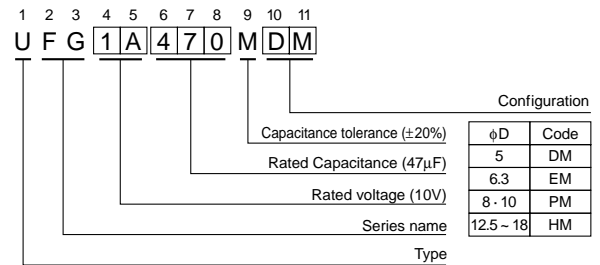 1 2 3 4 5 6 7 8 9 10 11
U F G 1 A 4 7 0 M D M
Configuration
Capacitance tolerance (±20%)
Rated Capacitance (47µF)
Rated voltage (10V)
Series name
Type
ϕD Code
5 DM
6.3 EM
8 · 10 PM
12.5 ~ 18 HM